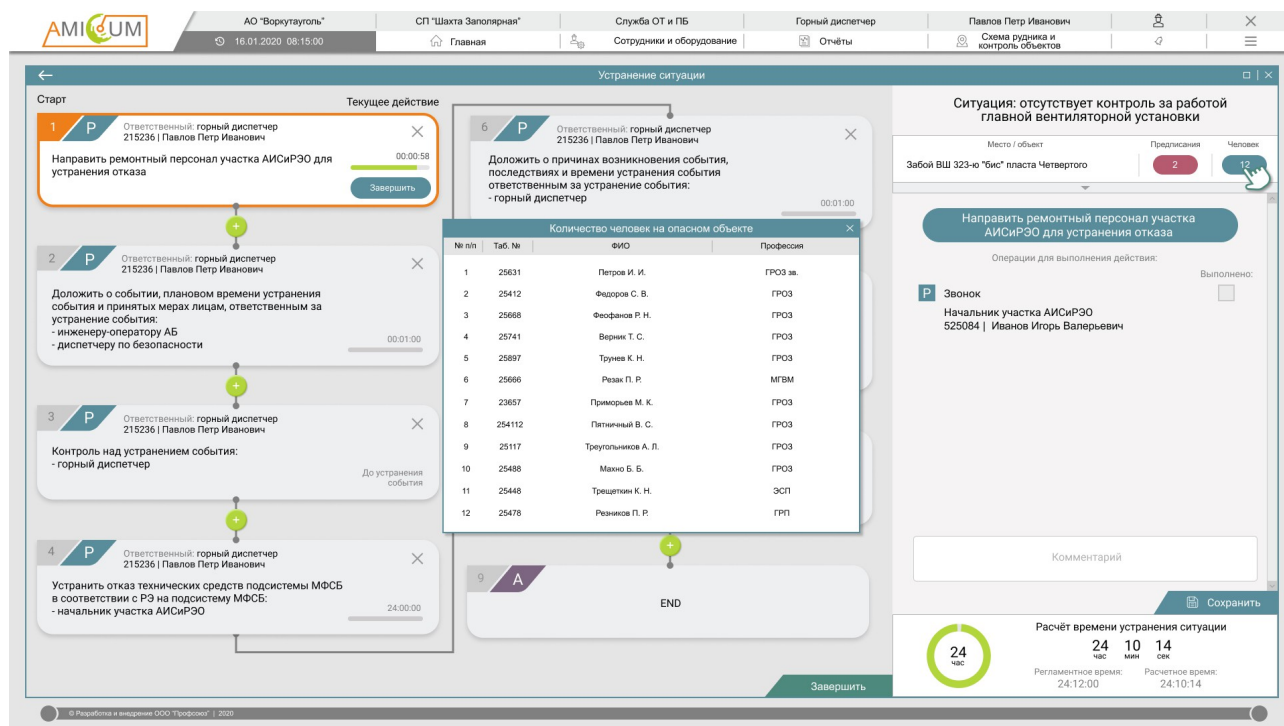 AMICUM
АО "Воркутауголь"
СП "Шахта Заполярная"
Служба ОТ и ПБ
Горный диспетчер
Павлов Петр Иванович
16.01.2020 08:15:00
Главная
Сотрудники и оборудование
Отчёты
Схема рудника и
контроль объектов
Устранение ситуации
Старт
Текущее действие
1
Р
Ответственный: горный диспетчер
215236 | Павлов Петр Иванович
Направить ремонтный персонал участка АИСиРЭО для
устранения отказа
00:00:58
Завершить
2
Р
Ответственный: горный диспетчер
215236 | Павлов Петр Иванович
Доложить о событии, плановом времени устранения
события и принятых мерах лицам, ответственным за
устранение события:
- инженеру-оператору АБ
- диспетчеру по безопасности
00:01:00
3
Р
Ответственный: горный диспетчер
215236 | Павлов Петр Иванович
Контроль над устранением события:
- горный диспетчер
До устранения
события
4
Р
Ответственный: горный диспетчер
215236 | Павлов Петр Иванович
Устранить отказ технических средств подсистемы МФСБ
в соответствии с РЭ на подсистему МФСБ:
- начальник участка АИСиРЭО
24:00:00
6
Р
Ответственный: горный диспетчер
215236 | Павлов Петр Иванович
Доложить о причинах возникновения события,
последствиях и времени устранения события
ответственным за устранение события:
- горный диспетчер
00:01:00
Количество человек на опасном объекте
№ п/п Таб. № ФИО Профессия
1 25631 Петров И. И. ГРОЗ зв.
2 25412 Федоров С. В. ГРОЗ
3 25668 Феофанов Р. Н. ГРОЗ
4 25741 Верник Т. С. ГРОЗ
5 25897 Трунев К. Н. ГРОЗ
6 25666 Резак П. Р. МГВМ
7 23657 Приморьев М. К. ГРОЗ
8 254112 Пятничный В. С. ГРОЗ
9 25117 Треугольников А. Л. ГРОЗ
10 25488 Махно Б. Б. ГРОЗ
11 25448 Трещеткин К. Н. ЭСП
12 25478 Резников П. Р. ГРП
9
А
END
Завершить
Ситуация: отсутствует контроль за работой
главной вентиляторной установки
Место / объект Предписания Человек
Забой ВШ 323-ю "бис" пласта Четвертого 2 12
Направить ремонтный персонал участка
АИСиРЭО для устранения отказа
Операции для выполнения действия:
Выполнено:
Р Звонок
Начальник участка АИСиРЭО
525084 | Иванов Игорь Валерьевич
Комментарий
Сохранить
Расчёт времени устранения ситуации
24
час
24 10 14
час мин сек
Регламентное время: Расчетное время:
24:12:00 24:10:14
© Разработка и внедрение ООО "Профсоюз" | 2020